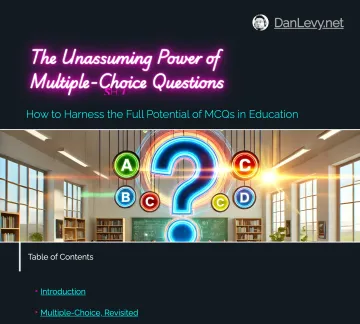 DanLevy.net
The Unassuming Power of
Multiple-Choice Questions
How to Harness the Full Potential of MCQs in Education
A
C
B
C
C
D
Table of Contents
Introduction
Multiple-Choice, Revisited